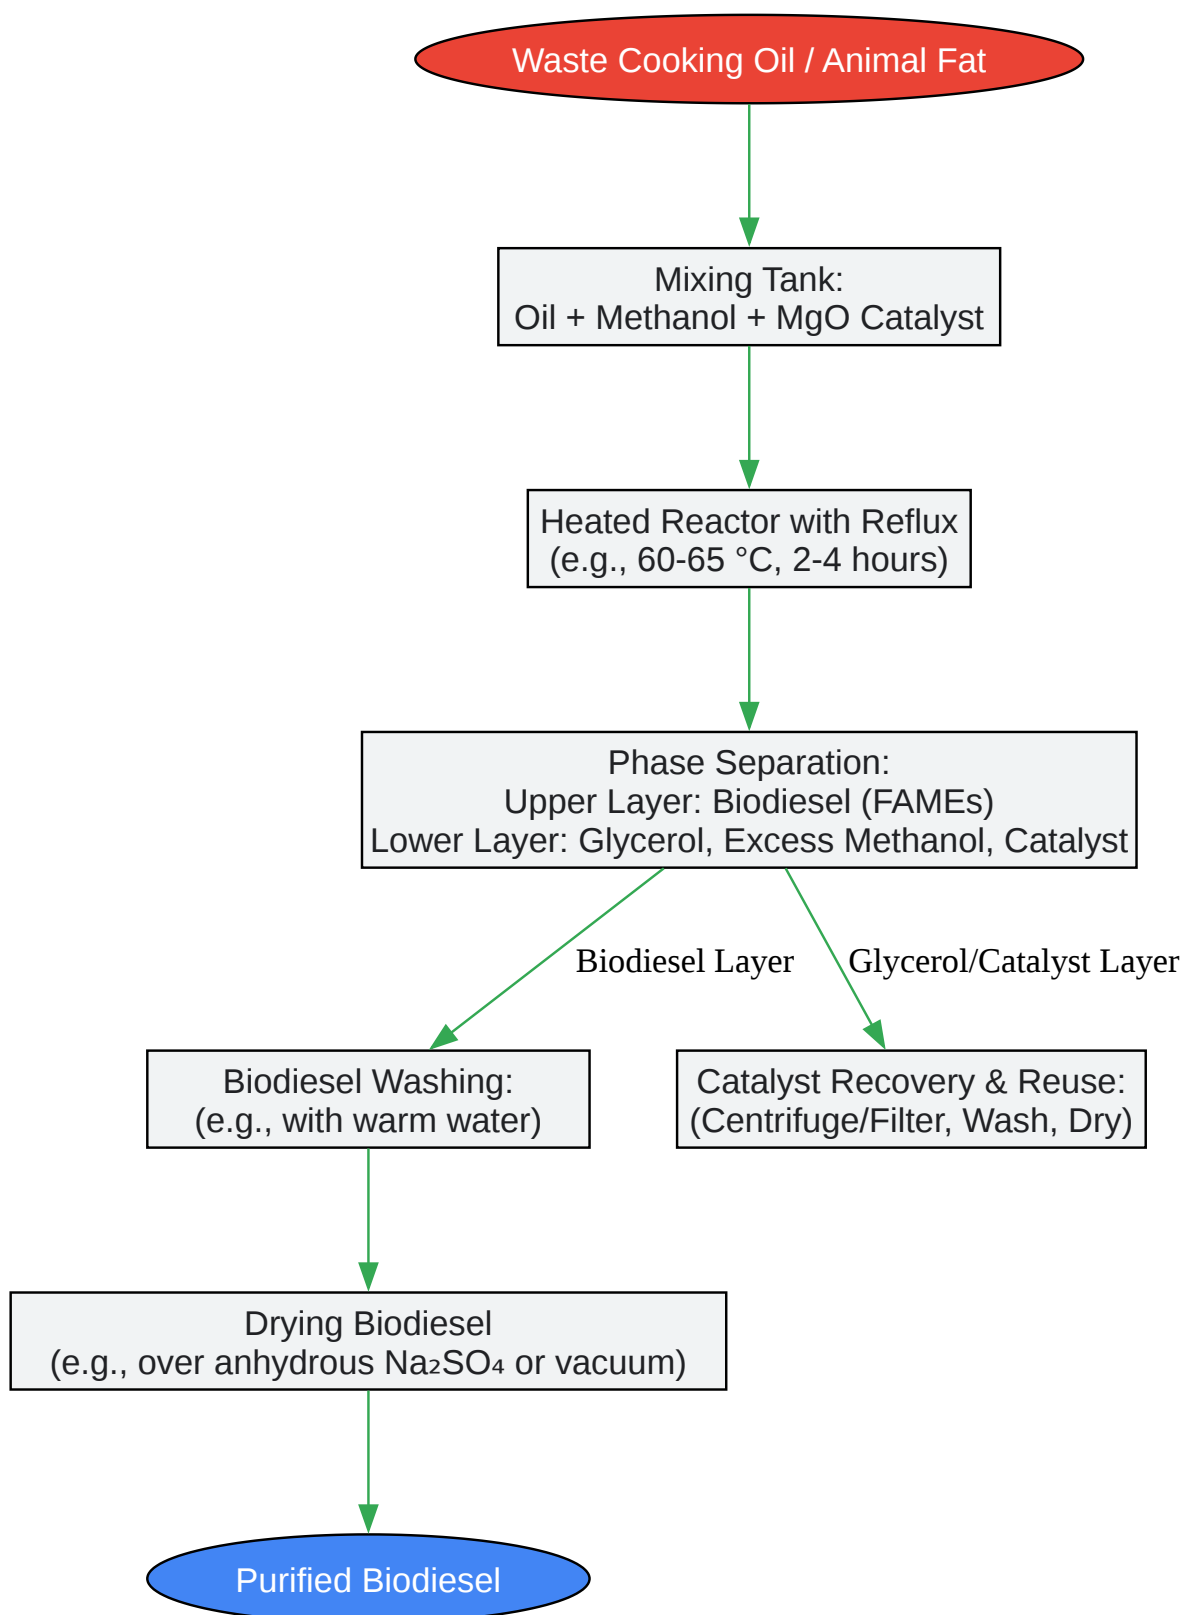 Waste Cooking Oil / Animal Fat
Mixing Tank:
Oil + Methanol + MgO Catalyst
Heated Reactor with Reflux
(e.g., 60-65 °C, 2-4 hours)
Phase Separation:
Upper Layer: Biodiesel (FAMEs)
Lower Layer: Glycerol, Excess Methanol, Catalyst
Biodiesel Layer
Glycerol/Catalyst Layer
Biodiesel Washing:
(e.g., with warm water)
Catalyst Recovery & Reuse:
(Centrifuge/Filter, Wash, Dry)
Drying Biodiesel
(e.g., over anhydrous Na₂SO₄ or vacuum)
Purified Biodiesel